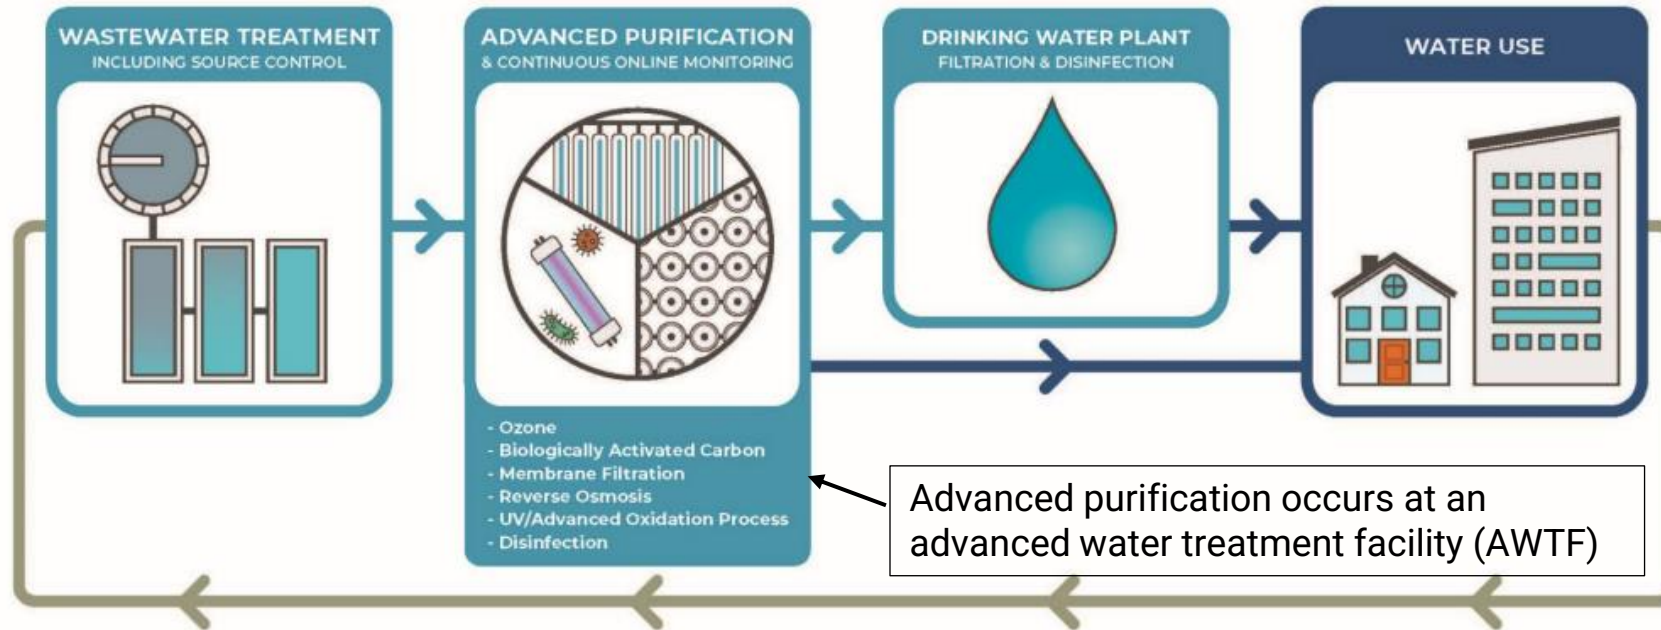 WASTEWATER TREATMENT
INCLUDING SOURCE CONTROL
ADVANCED PURIFICATION
& CONTINUOUS ONLINE MONITORING
- Ozone
- Biologically Activated Carbon
- Membrane Filtration
- Reverse Osmosis
- UV/Advanced Oxidation Process
- Disinfection
DRINKING WATER PLANT
FILTRATION & DISINFECTION
WATER USE
Advanced purification occurs at an
advanced water treatment facility (AWTF)